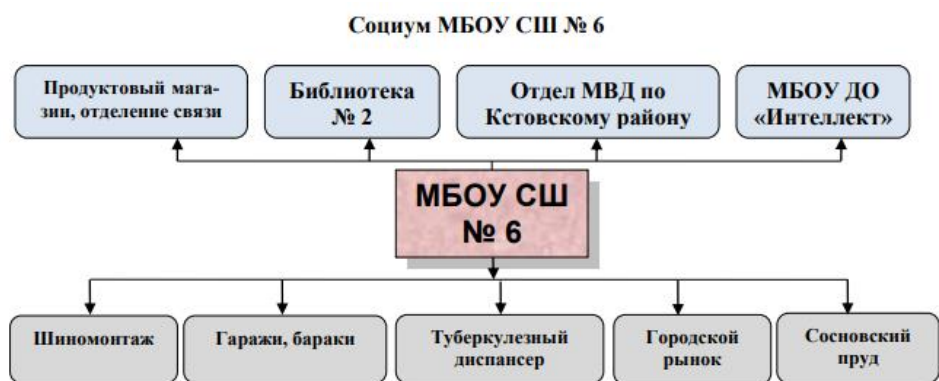 Социум МБОУ СШ № 6
Продуктовый мага-
зин, отделение связи
Библиотека
№ 2
Отдел МВД по
Кстовскому району
МБОУ ДО
«Интеллект»
МБОУ СШ
№ 6
Шиномонтаж
Гаражи, бараки
Туберкулезный
диспансер
Городской
рынок
Сосновский
пруд